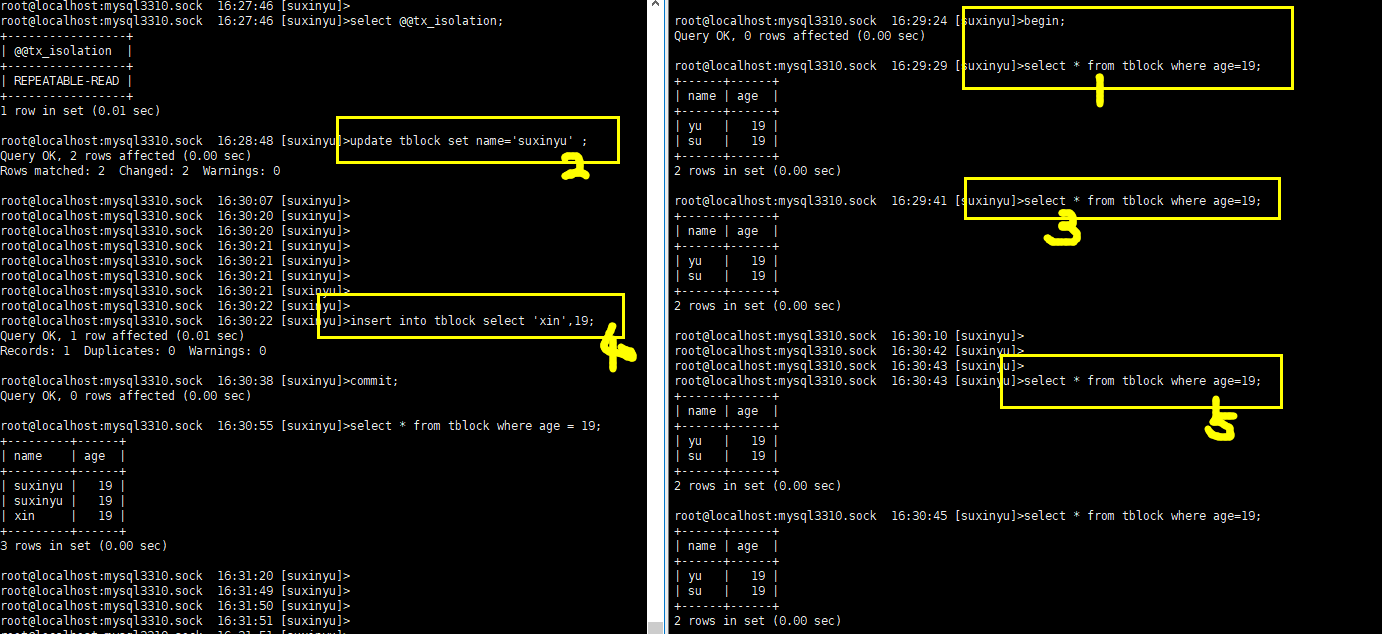 root@localhost:mysql3310.sock  16:27:46 [suxinyu]>
root@localhost:mysql3310.sock  16:27:46 [suxinyu]>select @@tx_isolation;
+-----------------+
| @@tx_isolation  |
+-----------------+
| REPEATABLE-READ |
+-----------------+
1 row in set (0.01 sec)
root@localhost:mysql3310.sock  16:28:48 [suxinyu]>update tblock set name='suxinyu' ;
2
Query OK, 2 rows affected (0.00 sec)
Rows matched: 2  Changed: 2  Warnings: 0
root@localhost:mysql3310.sock  16:30:07 [suxinyu]>
root@localhost:mysql3310.sock  16:30:20 [suxinyu]>
root@localhost:mysql3310.sock  16:30:20 [suxinyu]>
root@localhost:mysql3310.sock  16:30:21 [suxinyu]>
root@localhost:mysql3310.sock  16:30:21 [suxinyu]>
root@localhost:mysql3310.sock  16:30:21 [suxinyu]>
root@localhost:mysql3310.sock  16:30:21 [suxinyu]>
root@localhost:mysql3310.sock  16:30:22 [suxinyu]>
root@localhost:mysql3310.sock  16:30:22 [suxinyu]>insert into tblock select 'xin',19;
4
Query OK, 1 row affected (0.01 sec)
Records: 1  Duplicates: 0  Warnings: 0
root@localhost:mysql3310.sock  16:30:38 [suxinyu]>commit;
Query OK, 0 rows affected (0.00 sec)
root@localhost:mysql3310.sock  16:30:55 [suxinyu]>select * from tblock where age = 19;
+---------+------+
| name    | age  |
+---------+------+
| suxinyu |   19 |
| suxinyu |   19 |
| xin     |   19 |
+---------+------+
3 rows in set (0.00 sec)
root@localhost:mysql3310.sock  16:31:20 [suxinyu]>
root@localhost:mysql3310.sock  16:31:49 [suxinyu]>
root@localhost:mysql3310.sock  16:31:50 [suxinyu]>
root@localhost:mysql3310.sock  16:31:51 [suxinyu]>
root@localhost:mysql3310.sock  16:31:51 [suxinyu]>
root@localhost:mysql3310.sock  16:29:24 [suxinyu]>begin;
Query OK, 0 rows affected (0.00 sec)
root@localhost:mysql3310.sock  16:29:29 [suxinyu]>select * from tblock where age=19;
1
+------+------+
| name | age  |
+------+------+
| yu   |   19 |
| su   |   19 |
+------+------+
2 rows in set (0.00 sec)
root@localhost:mysql3310.sock  16:29:41 [suxinyu]>select * from tblock where age=19;
3
+------+------+
| name | age  |
+------+------+
| yu   |   19 |
| su   |   19 |
+------+------+
2 rows in set (0.00 sec)
root@localhost:mysql3310.sock  16:30:10 [suxinyu]>
root@localhost:mysql3310.sock  16:30:42 [suxinyu]>
root@localhost:mysql3310.sock  16:30:43 [suxinyu]>
root@localhost:mysql3310.sock  16:30:43 [suxinyu]>select * from tblock where age=19;
5
+------+------+
| name | age  |
+------+------+
| yu   |   19 |
| su   |   19 |
+------+------+
2 rows in set (0.00 sec)
root@localhost:mysql3310.sock  16:30:45 [suxinyu]>select * from tblock where age=19;
+------+------+
| name | age  |
+------+------+
| yu   |   19 |
| su   |   19 |
+------+------+
2 rows in set (0.00 sec)